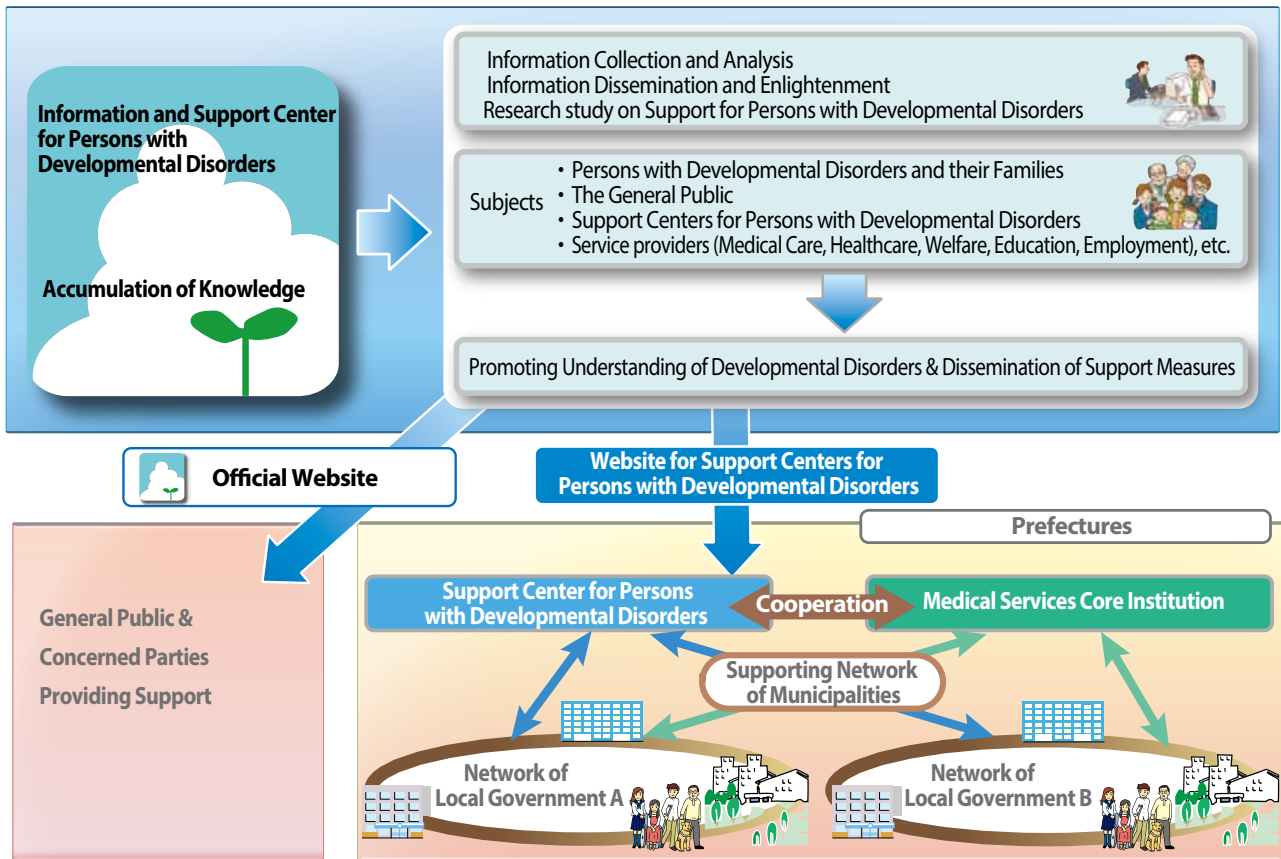 Information and Support Center
for Persons with
Developmental Disorders
Accumulation of Knowledge
Information Collection and Analysis
Information Dissemination and Enlightenment
Research study on Support for Persons with Developmental Disorders
Subjects
・Persons with Developmental Disorders and their Families
・The General Public
・Support Centers for Persons with Developmental Disorders
・Service providers (Medical Care, Healthcare, Welfare, Education, Employment), etc.
Promoting Understanding of Developmental Disorders & Dissemination of Support Measures
Official Website
Website for Support Centers for
Persons with Developmental Disorders
General Public &
Concerned Parties
Providing Support
Prefectures
Support Center for Persons
with Developmental Disorders
Cooperation
Medical Services Core Institution
Supporting Network
of Municipalities
Network of
Local Government A
Network of
Local Government B